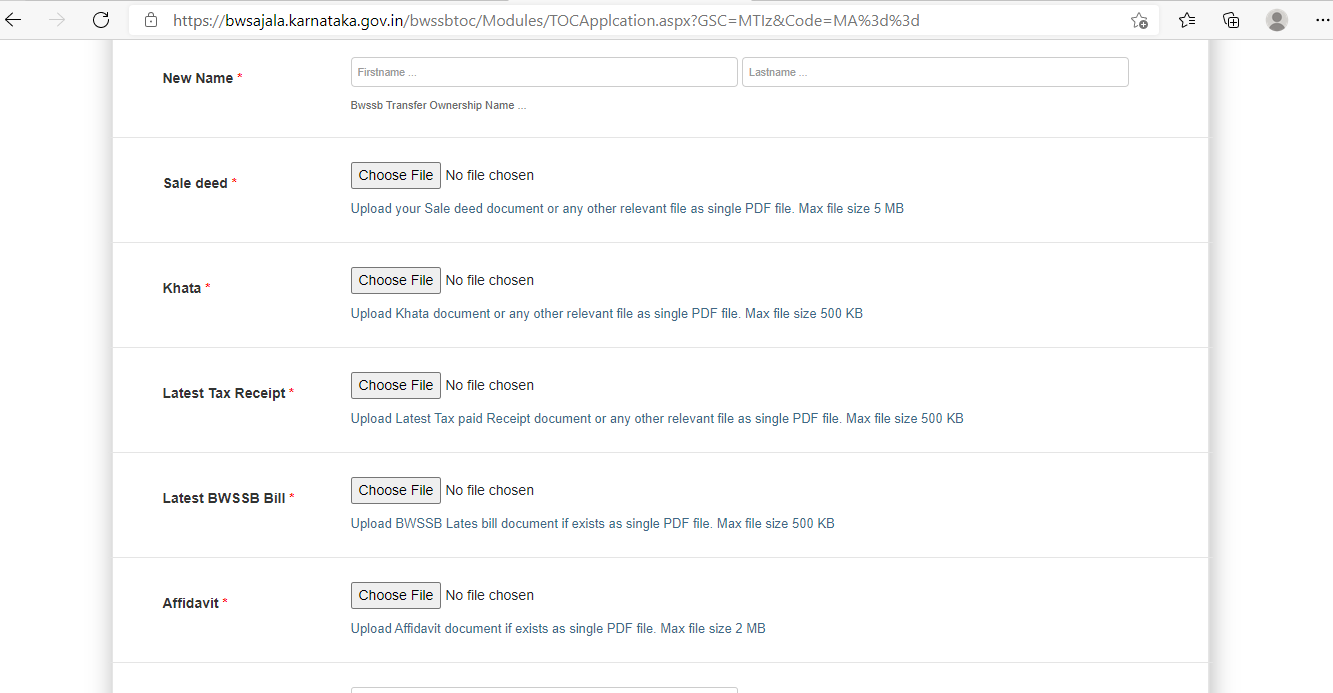 https://bwsajala.karnataka.gov.in/bwssbtoc/Modules/TOCApplcation.aspx?GSC=MTIz&Code=MA%3d%3d
New Name * Firstname ... Lastname ...
Bwssb Transfer Ownership Name ...
Sale deed * Choose File No file chosen
Upload your Sale deed document or any other relevant file as single PDF file. Max file size 5 MB
Khata * Choose File No file chosen
Upload Khata document or any other relevant file as single PDF file. Max file size 500 KB
Latest Tax Receipt * Choose File No file chosen
Upload Latest Tax paid Receipt document or any other relevant file as single PDF file. Max file size 500 KB
Latest BWSSB Bill * Choose File No file chosen
Upload BWSSB Lates bill document if exists as single PDF file. Max file size 500 KB
Affidavit * Choose File No file chosen
Upload Affidavit document if exists as single PDF file. Max file size 2 MB